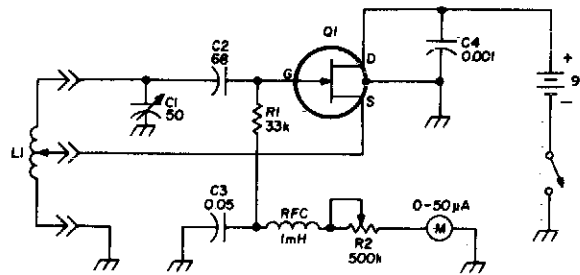 Q1
C2
68
D
G
S
C4
0.001
+
9
−
C1
50
R1
33k
L1
C3
0.05
RFC
1mH
R2
500k
0-50μA
M